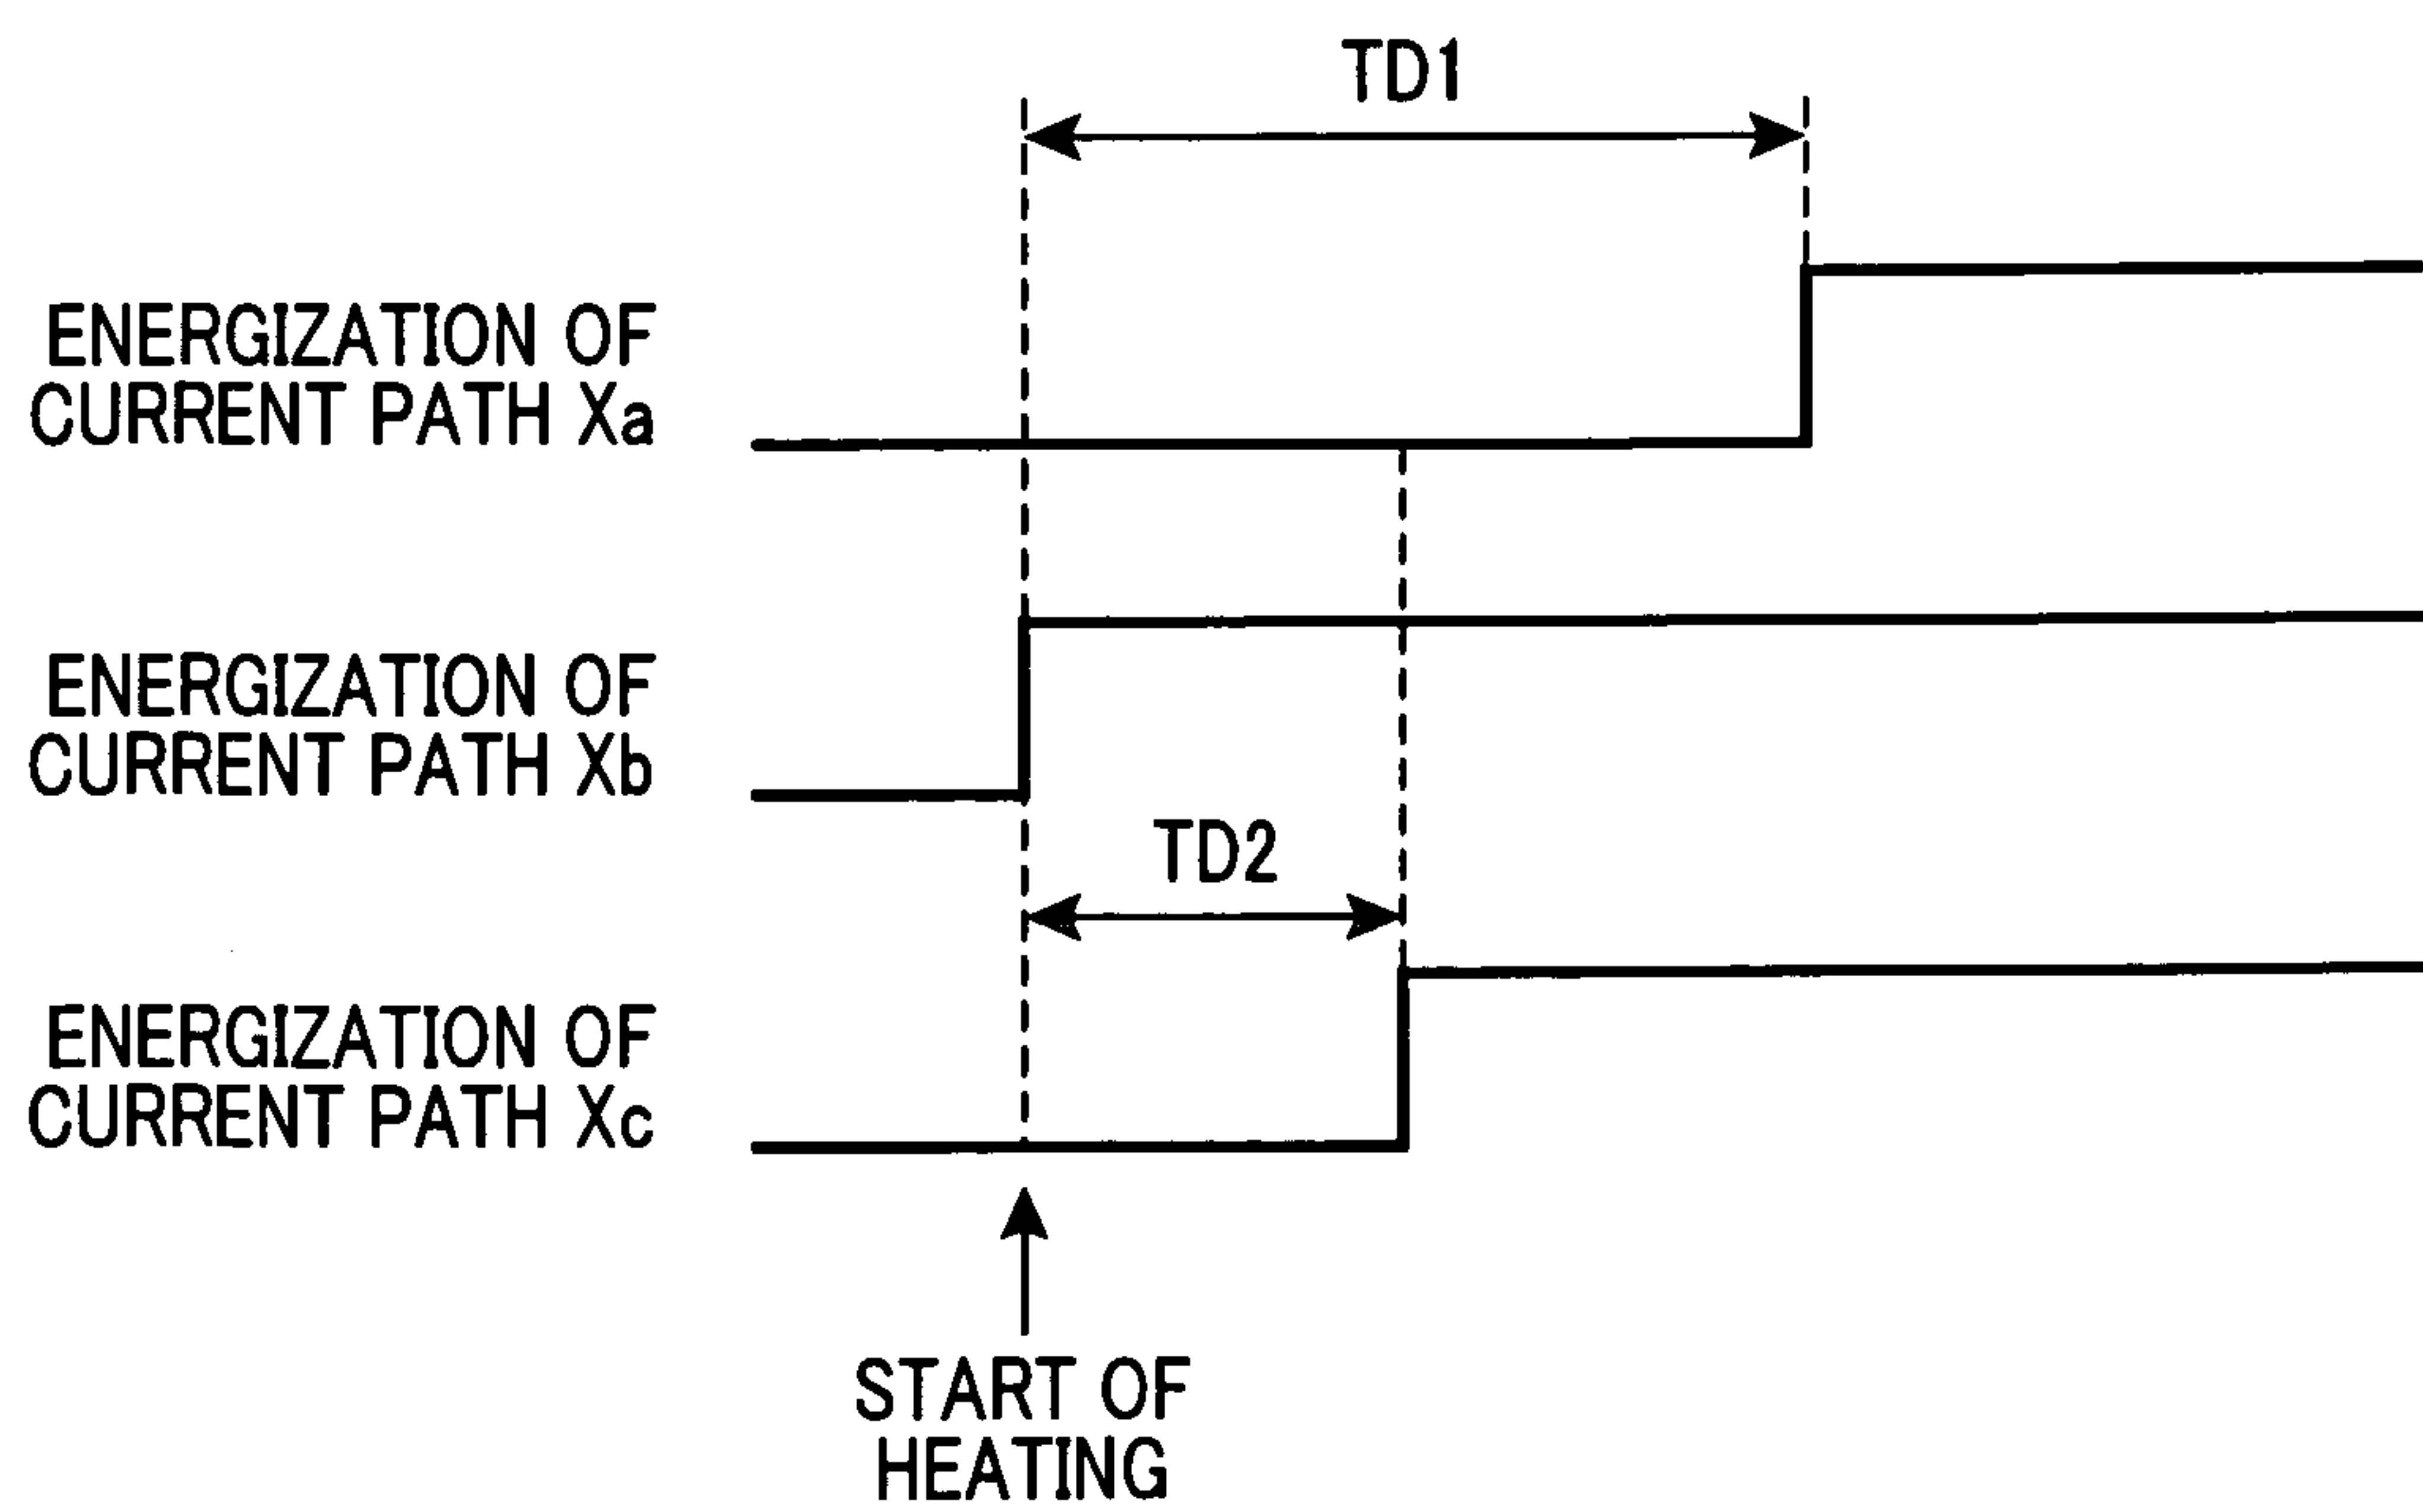 TD1
ENERGIZATION OF
CURRENT PATH Xa
ENERGIZATION OF
CURRENT PATH Xb
TD2
ENERGIZATION OF
CURRENT PATH Xc
START OF
HEATING